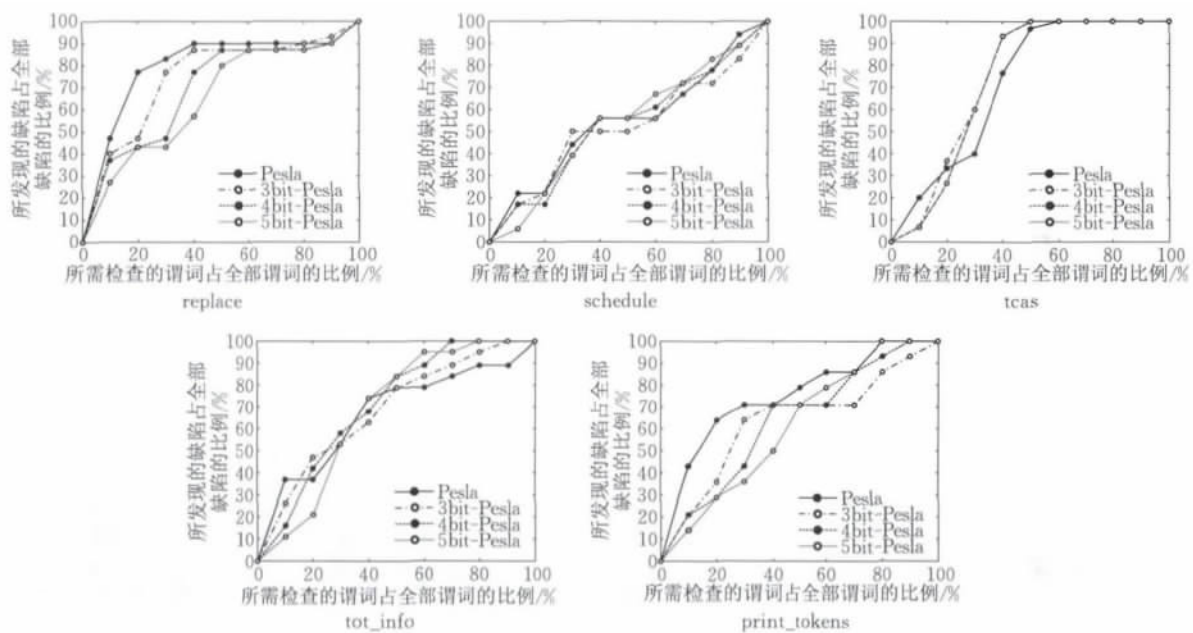 所发现的缺陷占全部
缺陷的比例/%
100
90
80
70
60
50
40
30
20
10
0
Pesla
3bit-Pesla
4bit-Pesla
5bit-Pesla
0 20 40 60 80 100
所需检查的谓词占全部谓词的比例/%
replace
所发现的缺陷占全部
缺陷的比例/%
100
90
80
70
60
50
40
30
20
10
0
Pesla
3bit-Pesla
4bit-Pesla
5bit-Pesla
0 20 40 60 80 100
所需检查的谓词占全部谓词的比例/%
schedule
所发现的缺陷占全部
缺陷的比例/%
100
90
80
70
60
50
40
30
20
10
0
Pesla
3bit-Pesla
4bit-Pesla
5bit-Pesla
0 20 40 60 80 100
所需检查的谓词占全部谓词的比例/%
tcas
所发现的缺陷占全部
缺陷的比例/%
100
90
80
70
60
50
40
30
20
10
0
Pesla
3bit-Pesla
4bit-Pesla
5bit-Pesla
0 20 40 60 80 100
所需检查的谓词占全部谓词的比例/%
tot_info
所发现的缺陷占全部
缺陷的比例/%
100
90
80
70
60
50
40
30
20
10
0
Pesla
3bit-Pesla
4bit-Pesla
5bit-Pesla
0 20 40 60 80 100
所需检查的谓词占全部谓词的比例/%
print_tokens